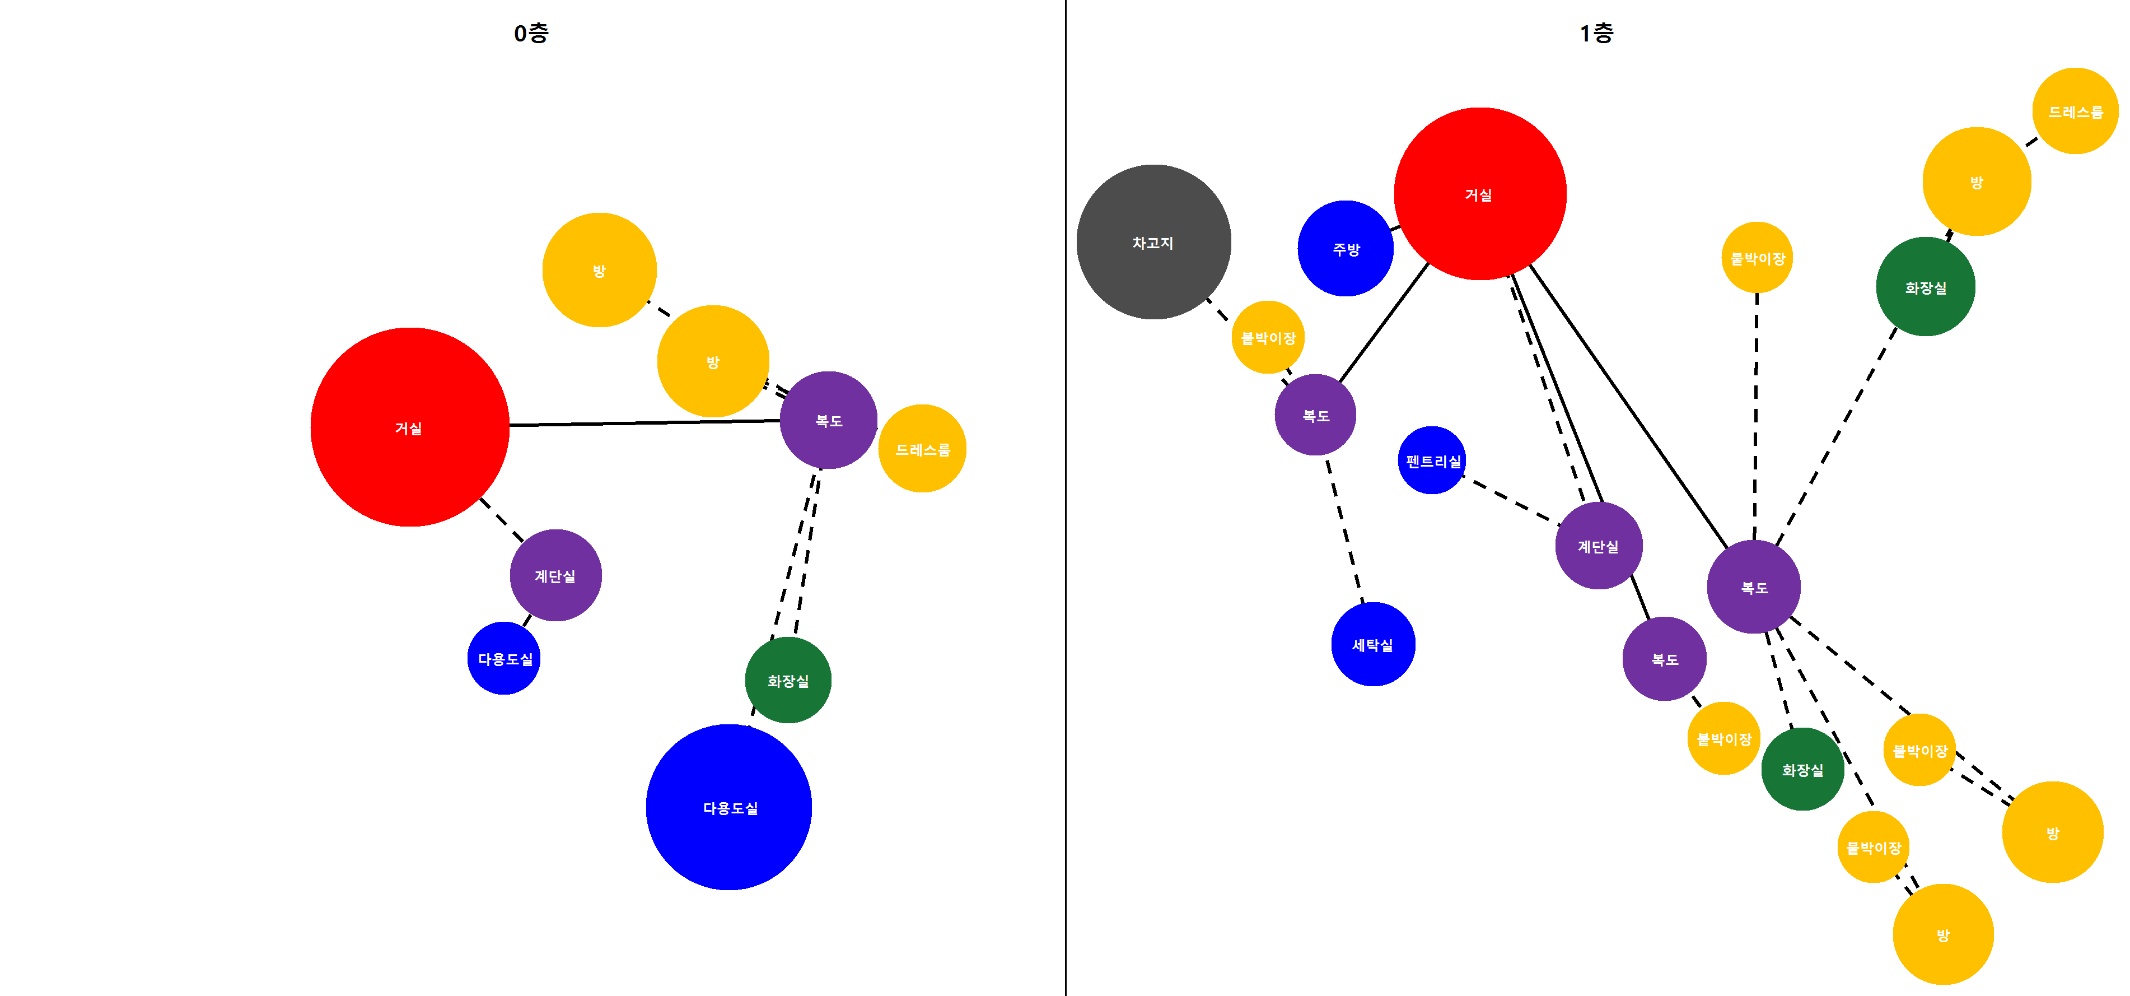 0층
방
방
복도
거실
드레스룸
계단실
다용도실
화장실
다용도실
1층
드레스룸
방
거실
차고지
주방
붙박이장
화장실
붙박이장
복도
펜트리실
계단실
복도
세탁실
복도
붙박이장
붙박이장
화장실
방
붙박이장
방